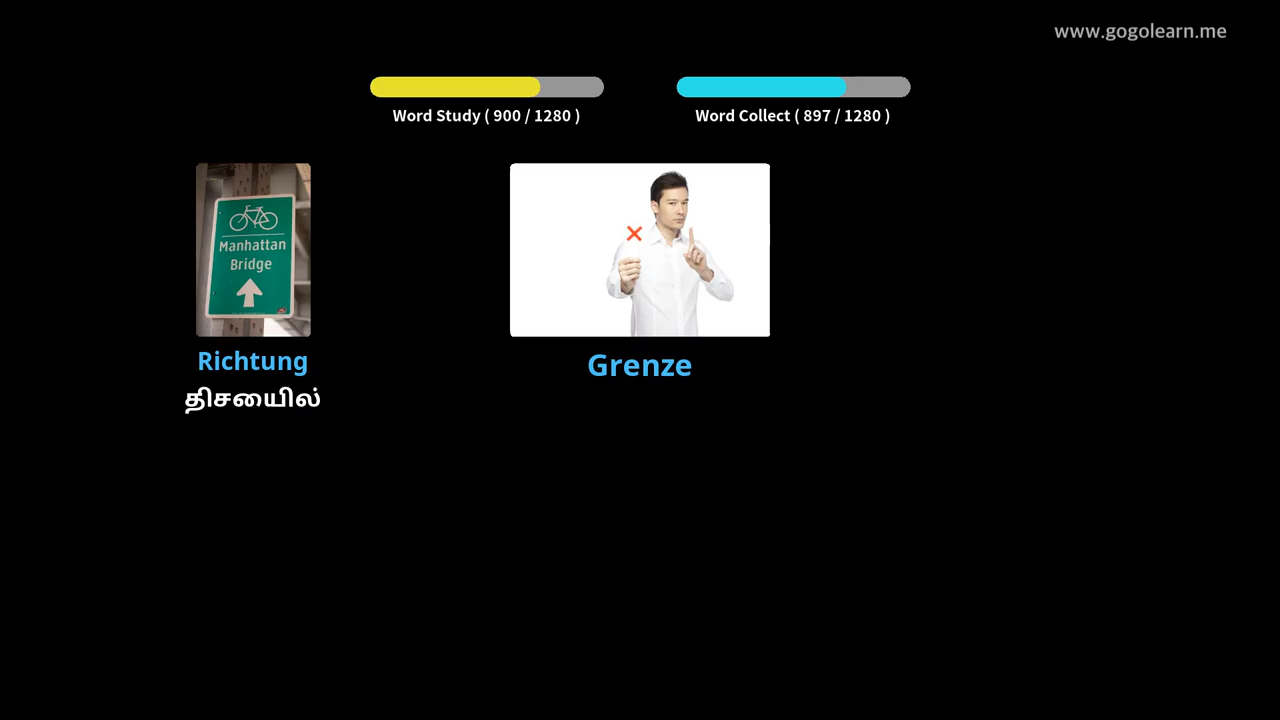 www.gogolearn.me
Word Study ( 900 / 1280 )
Word Collect ( 897 / 1280 )
Manhattan
Bridge
Richtung
திசையில்
Grenze